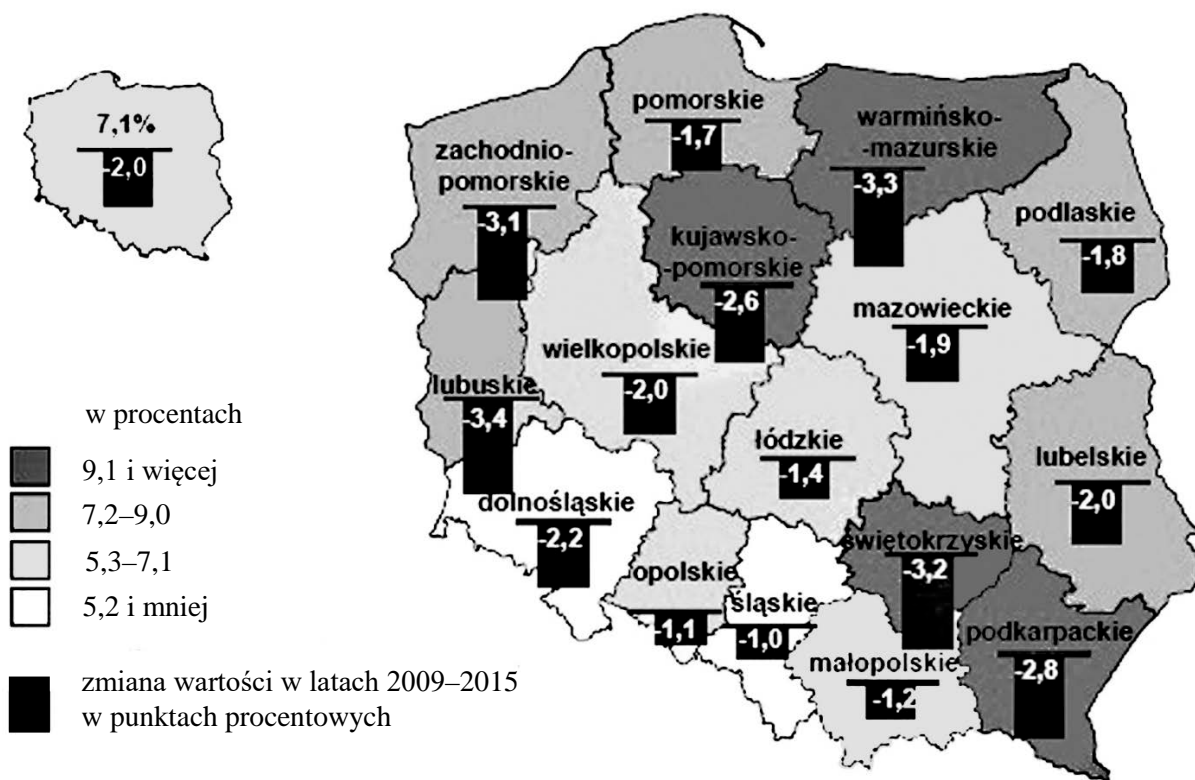 7,1%
-2,0
w procentach
9,1 i więcej
7,2–9,0
5,3–7,1
5,2 i mniej
zmiana wartości w latach 2009–2015
w punktach procentowych
pomorskie
-1,7
warmińsko-
-mazurskie
-3,3
zachodnio-
pomorskie
-3,1
podlaskie
-1,8
kujawsko-
-pomorskie
-2,6
mazowieckie
-1,9
wielkopolskie
-2,0
lubuskie
-3,4
łódzkie
-1,4
lubelskie
-2,0
dolnośląskie
-2,2
świętokrzyskie
-3,2
opolskie
-1,1
śląskie
-1,0
podkarpackie
-2,8
małopolskie
-1,2